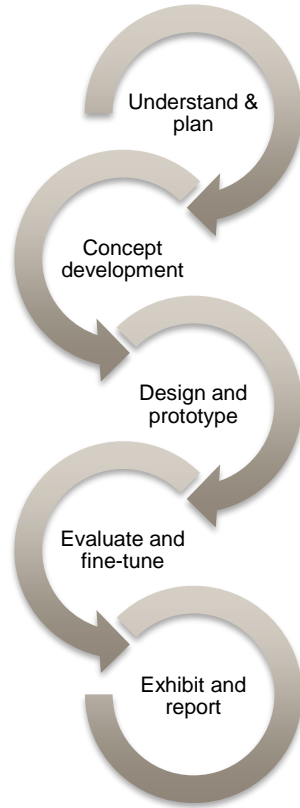 Understand &
plan
Concept
development
Design and
prototype
Evaluate and
fine-tune
Exhibit and
report